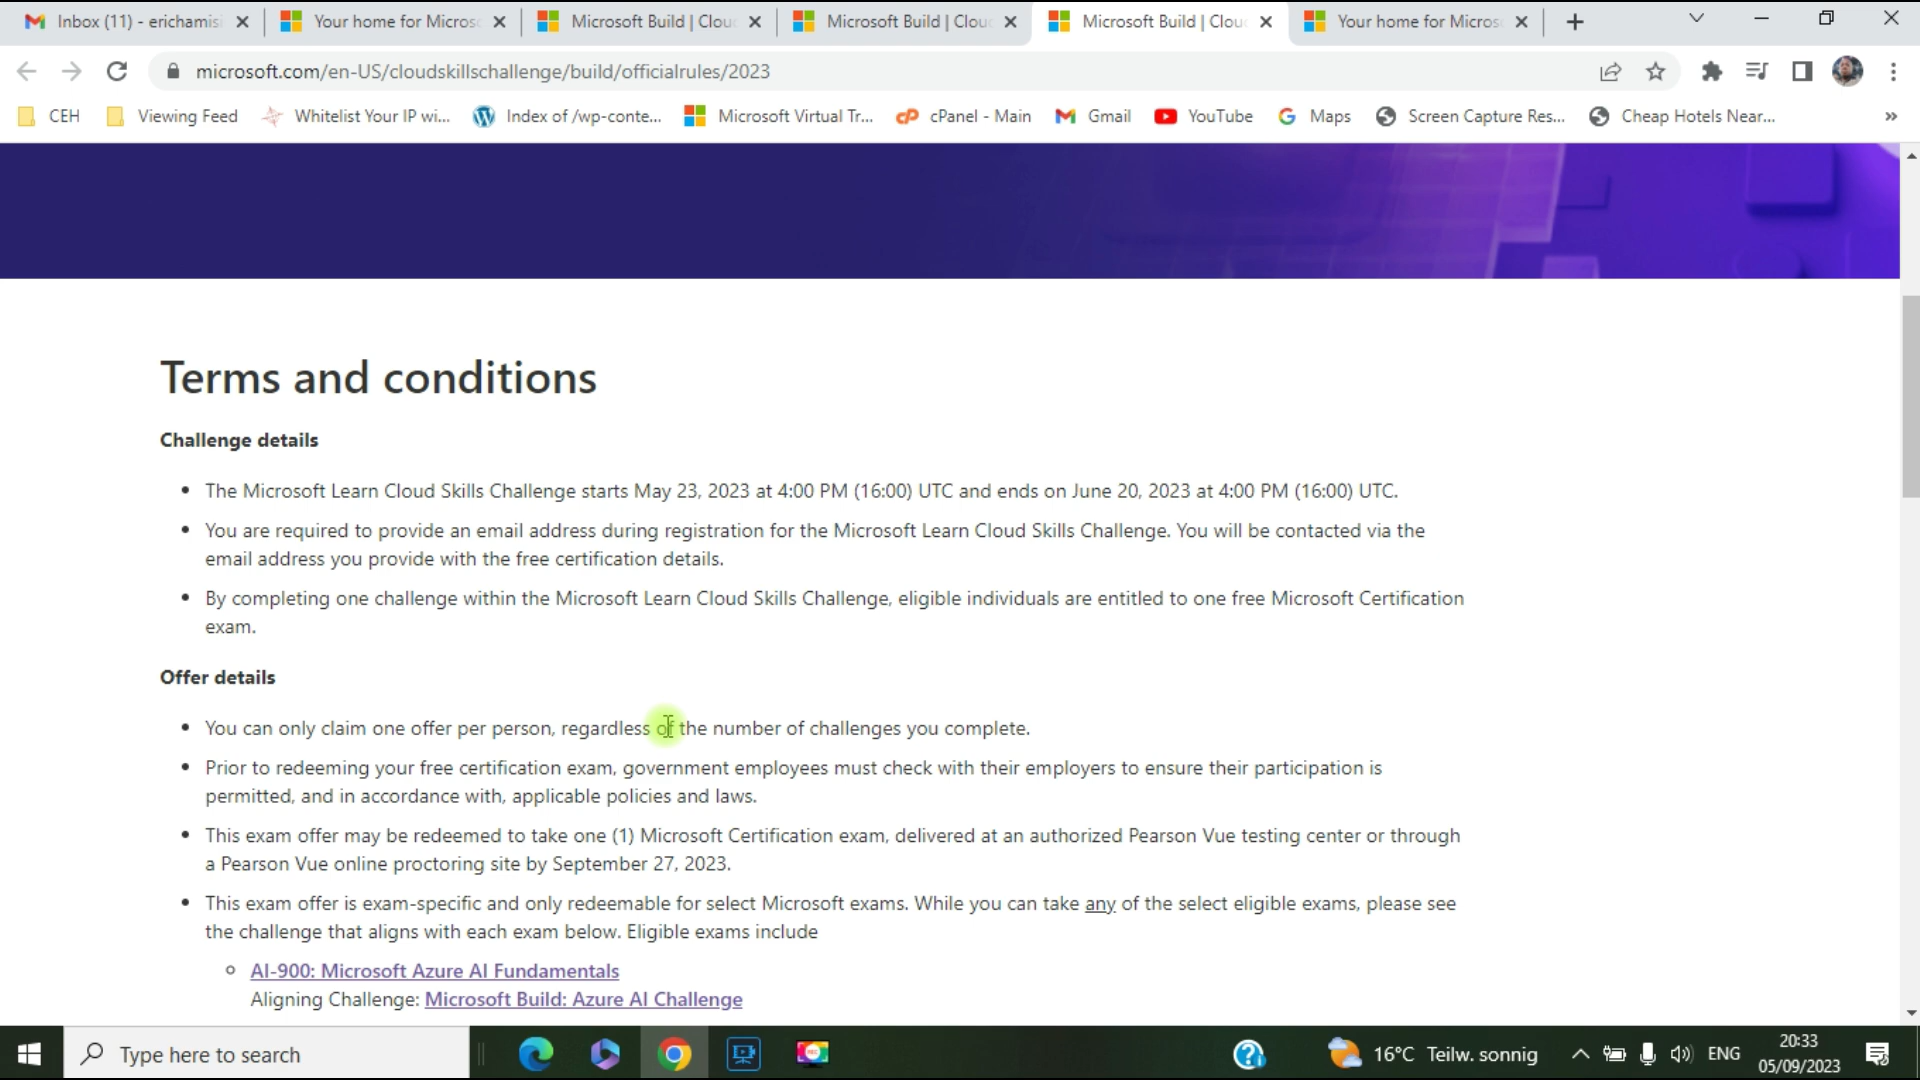 Inbox (11) - erichamisi
Your home for Micros
Microsoft Build | Clou
Microsoft Build | Clou
Microsoft Build | Clou
Your home for Micros
microsoft.com/en-US/cloudskillschallenge/build/officialrules/2023
CEH
Viewing Feed
Whitelist Your IP wi...
Index of /wp-conte...
Microsoft Virtual Tr...
cPanel - Main
Gmail
YouTube
Maps
Screen Capture Res...
Cheap Hotels Near...
»
Terms and conditions
Challenge details
• The Microsoft Learn Cloud Skills Challenge starts May 23, 2023 at 4:00 PM (16:00) UTC and ends on June 20, 2023 at 4:00 PM (16:00) UTC.
• You are required to provide an email address during registration for the Microsoft Learn Cloud Skills Challenge. You will be contacted via the
email address you provide with the free certification details.
• By completing one challenge within the Microsoft Learn Cloud Skills Challenge, eligible individuals are entitled to one free Microsoft Certification
exam.
Offer details
• You can only claim one offer per person, regardless of the number of challenges you complete.
• Prior to redeeming your free certification exam, government employees must check with their employers to ensure their participation is
permitted, and in accordance with, applicable policies and laws.
• This exam offer may be redeemed to take one (1) Microsoft Certification exam, delivered at an authorized Pearson Vue testing center or through
a Pearson Vue online proctoring site by September 27, 2023.
• This exam offer is exam-specific and only redeemable for select Microsoft exams. While you can take any of the select eligible exams, please see
the challenge that aligns with each exam below. Eligible exams include
AI-900: Microsoft Azure AI Fundamentals
Aligning Challenge: Microsoft Build: Azure AI Challenge
Type here to search
16°C Teilw. sonnig
ENG
20:33
05/09/2023